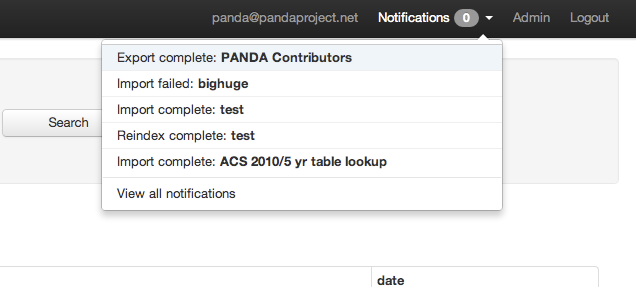 panda@pandaproject.net Notifications 0 Admin Logout
Export complete: PANDA Contributors
Import failed: bighuge
Search
Import complete: test
Reindex complete: test
Import complete: ACS 2010/5 yr table lookup
View all notifications
date